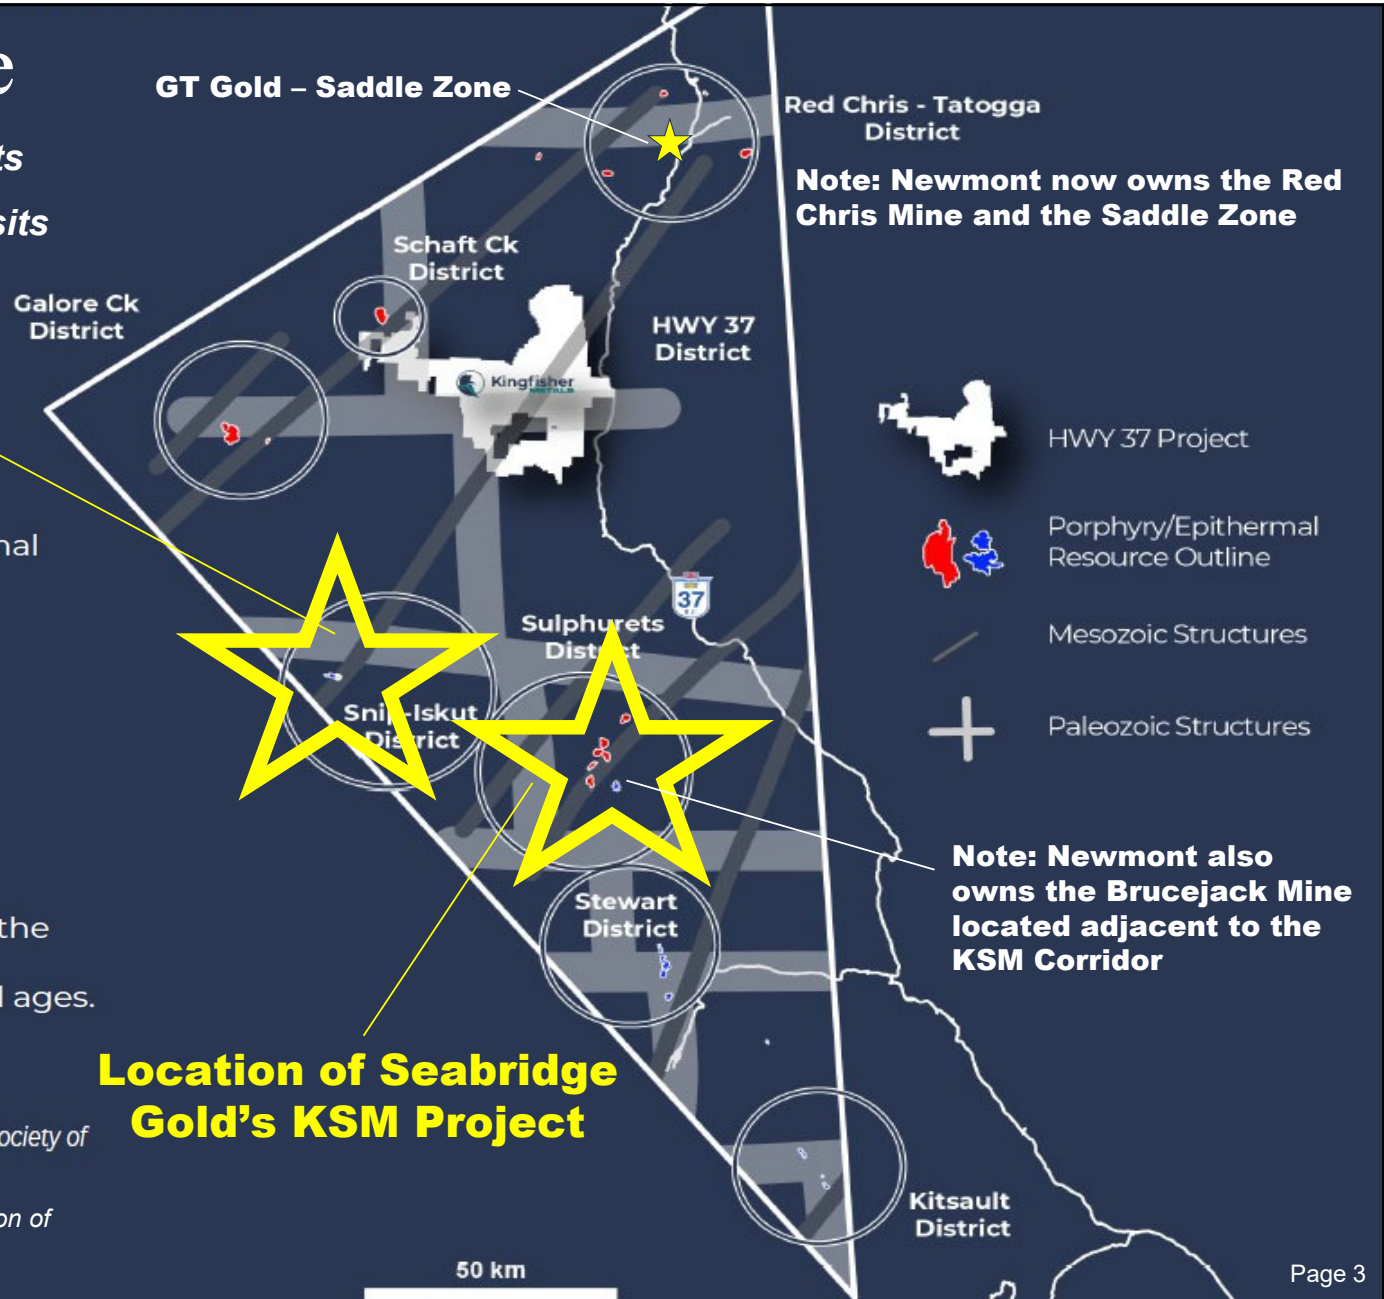 e
ts
sits
GT Gold – Saddle Zone
Red Chris - Tatogga
District
Note: Newmont now owns the Red
Chris Mine and the Saddle Zone
Schaft Ck
District
Galore Ck
District
HWY 37
District
Kingfisher
METALS
HWY 37 Project
Porphyry/Epithermal
Resource Outline
Mesozoic Structures
Paleozoic Structures
nal
37
Sulphurets
District
Snip-Iskut
District
Stewart
District
Note: Newmont also
owns the Brucejack Mine
located adjacent to the
KSM Corridor
the
l ages.
Location of Seabridge
Gold’s KSM Project
ociety of
on of
Kitsault
District
50 km
Page 3